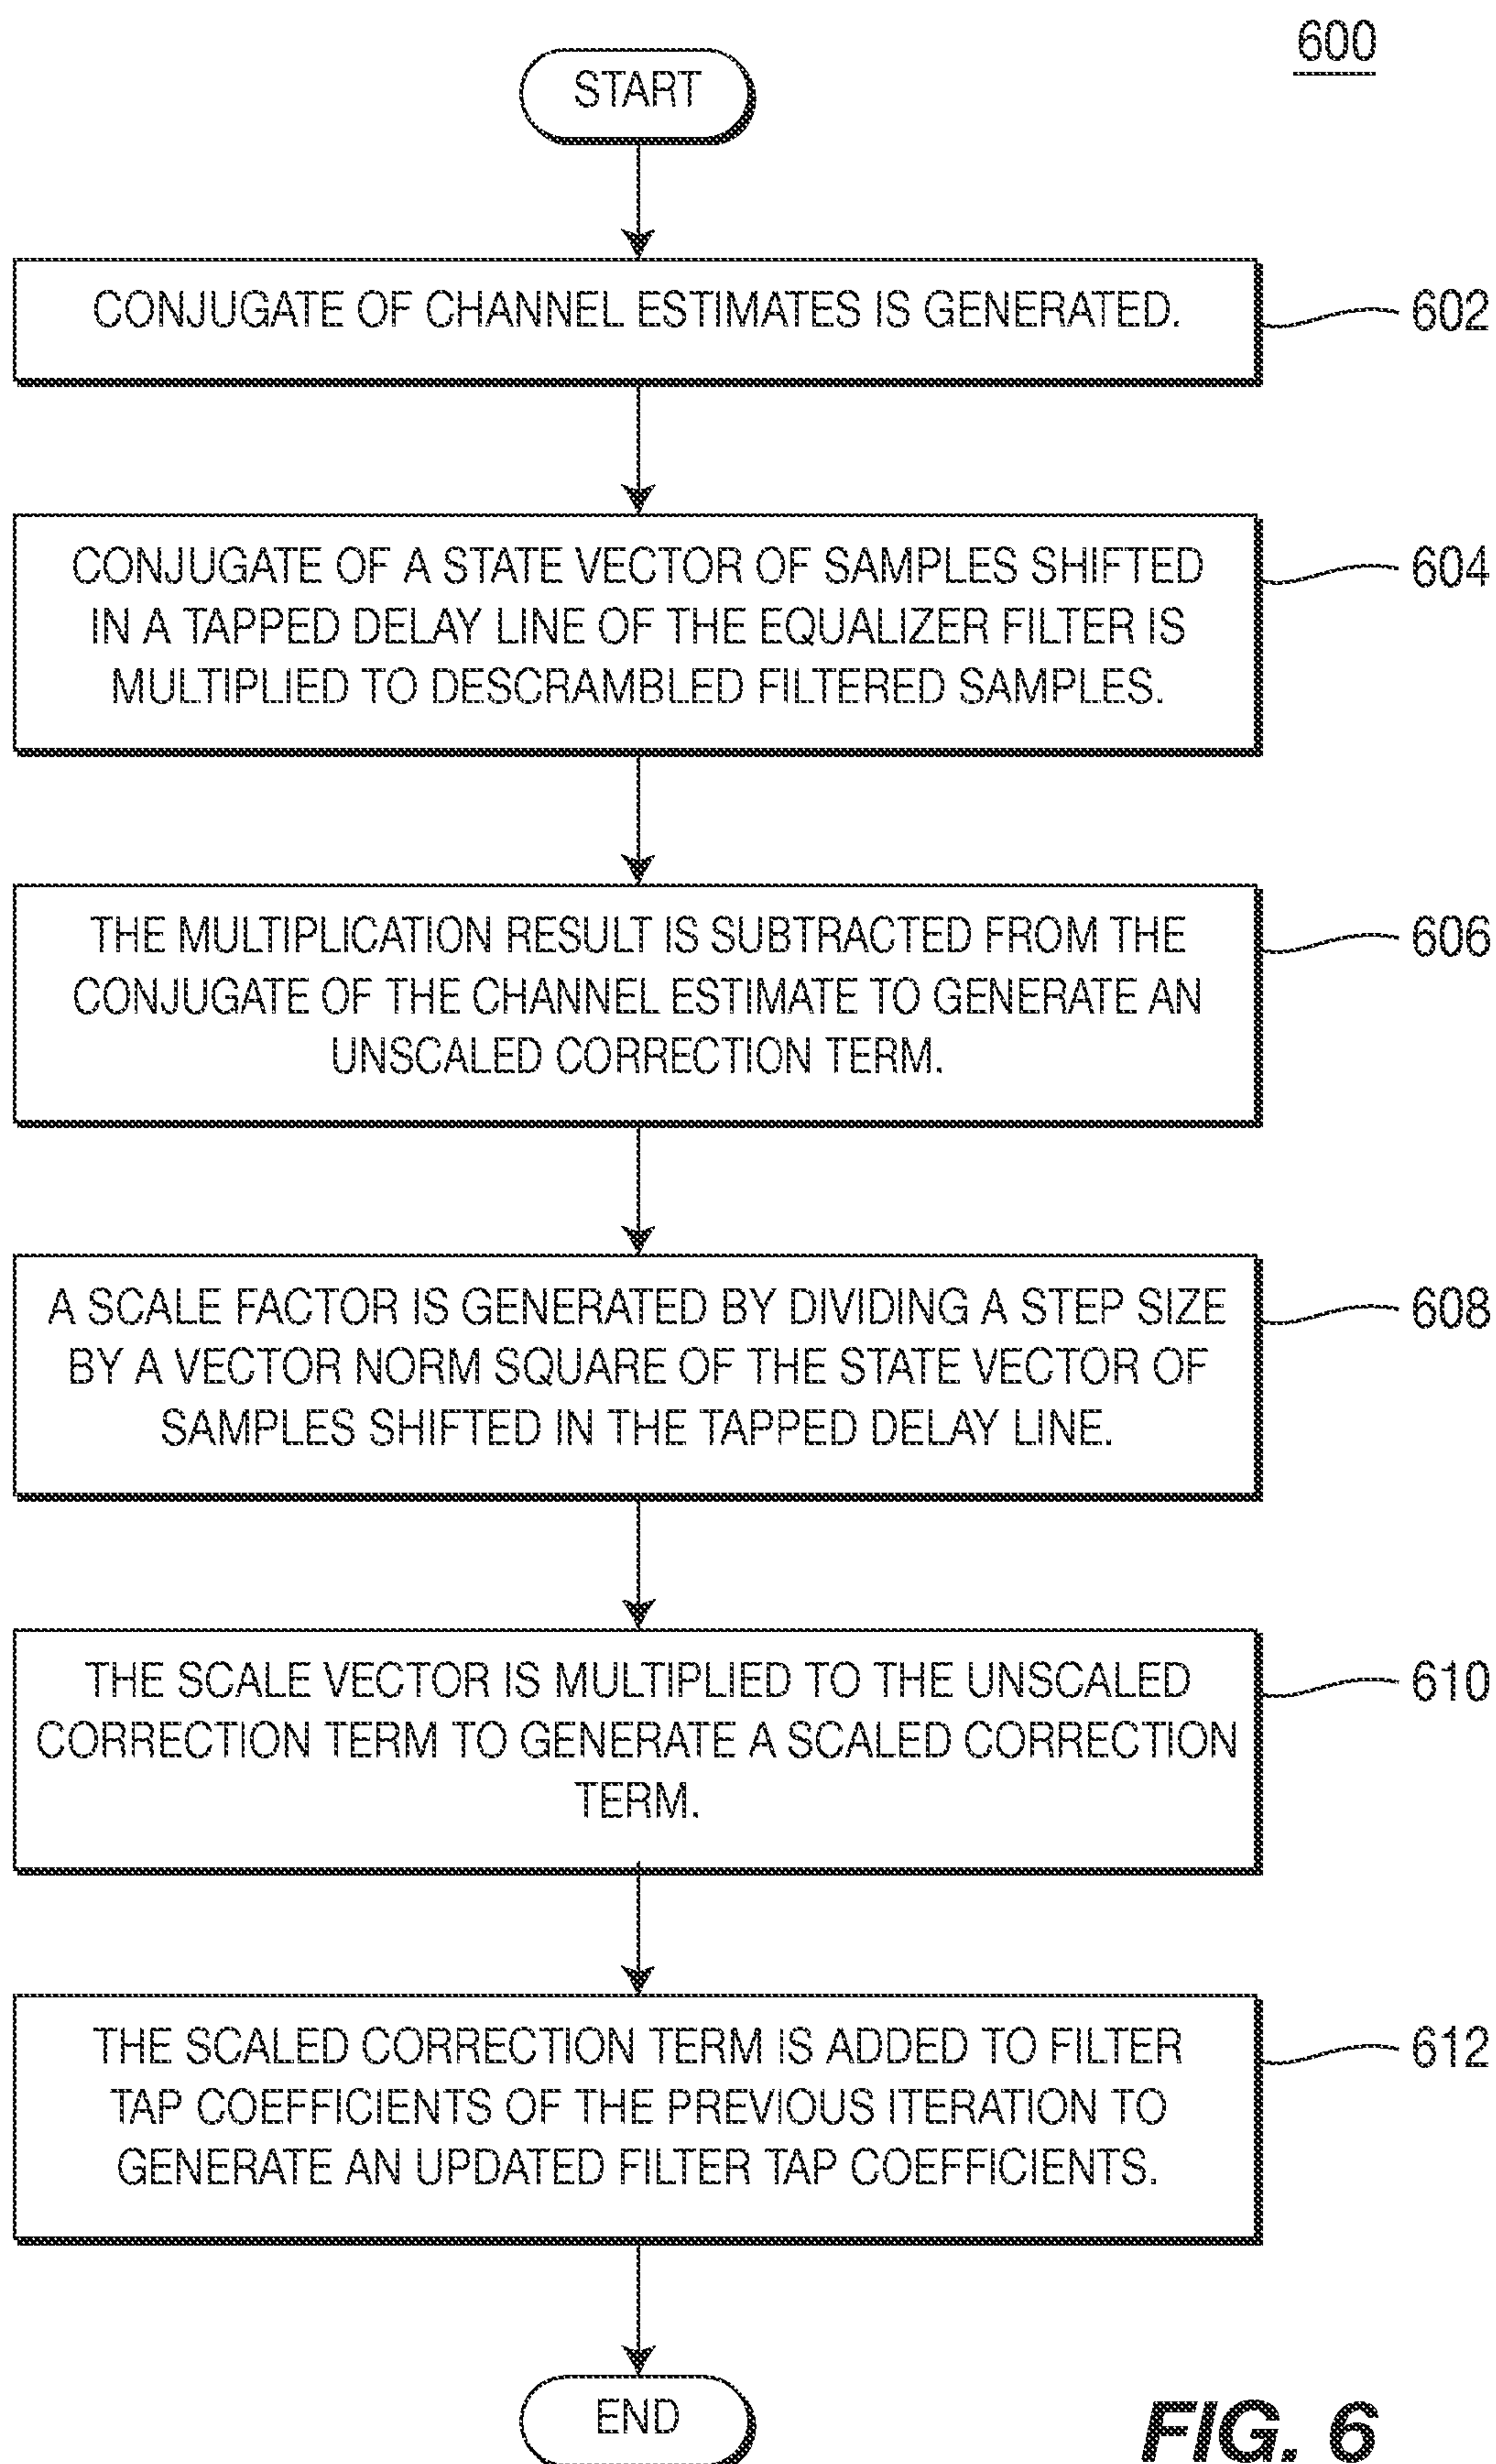 600
START
CONJUGATE OF CHANNEL ESTIMATES IS GENERATED.
602
CONJUGATE OF A STATE VECTOR OF SAMPLES SHIFTED
IN A TAPPED DELAY LINE OF THE EQUALIZER FILTER IS
MULTIPLIED TO DESCRAMBLED FILTERED SAMPLES.
604
THE MULTIPLICATION RESULT IS SUBTRACTED FROM THE
CONJUGATE OF THE CHANNEL ESTIMATE TO GENERATE AN
UNSCALED CORRECTION TERM.
606
A SCALE FACTOR IS GENERATED BY DIVIDING A STEP SIZE
BY A VECTOR NORM SQUARE OF THE STATE VECTOR OF
SAMPLES SHIFTED IN THE TAPPED DELAY LINE.
608
THE SCALE VECTOR IS MULTIPLIED TO THE UNSCALED
CORRECTION TERM TO GENERATE A SCALED CORRECTION
TERM.
610
THE SCALED CORRECTION TERM IS ADDED TO FILTER
TAP COEFFICIENTS OF THE PREVIOUS ITERATION TO
GENERATE AN UPDATED FILTER TAP COEFFICIENTS.
612
END
FIG. 6